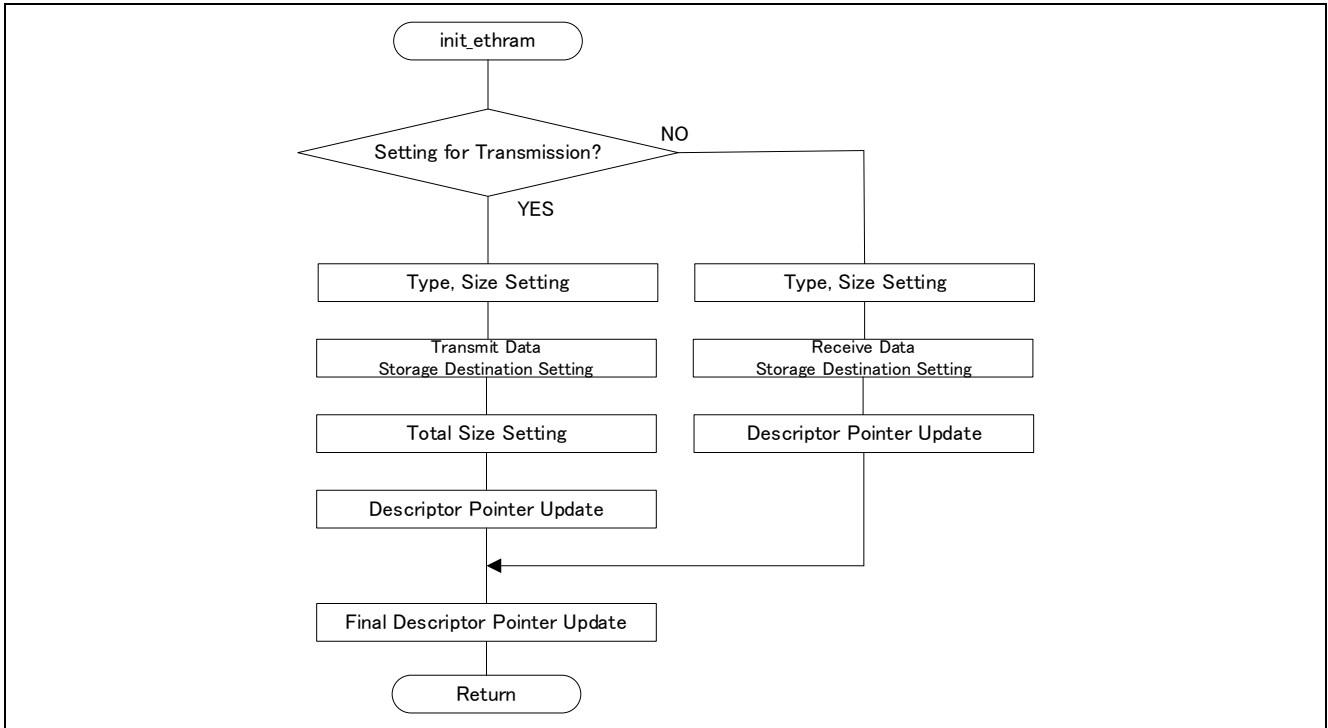 init_ethram
Setting for Transmission?
NO
YES
Type, Size Setting
Type, Size Setting
Transmit Data
Storage Destination Setting
Receive Data
Storage Destination Setting
Total Size Setting
Descriptor Pointer Update
Descriptor Pointer Update
Final Descriptor Pointer Update
Return